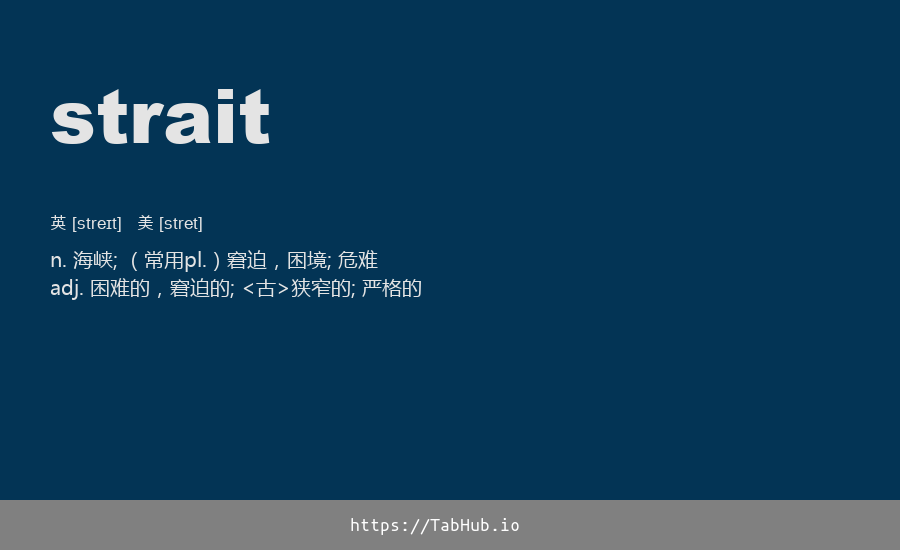 strait
英 [streɪt] 美 [stret]
n. 海峡; （常用pl.）窘迫，困境; 危难
adj. 困难的，窘迫的; <古>狭窄的; 严格的
https://TabHub.io